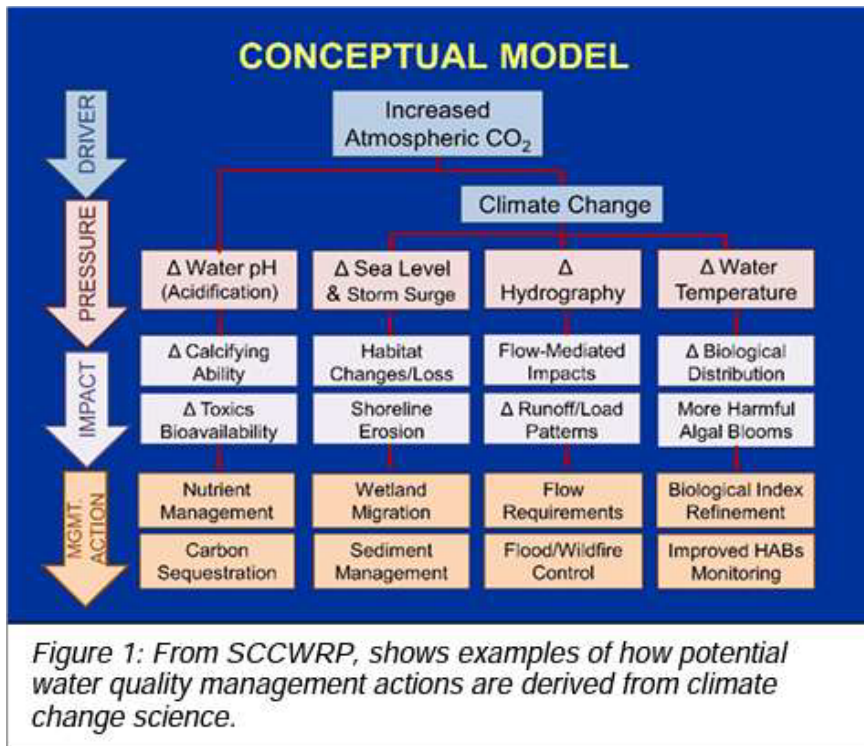 CONCEPTUAL MODEL
DRIVER
Increased
Atmospheric CO₂
Climate Change
PRESSURE
Δ Water pH
(Acidification)
Δ Sea Level
& Storm Surge
Δ
Hydrography
Δ Water
Temperature
IMPACT
Δ Calcifying
Ability
Habitat
Changes/Loss
Flow-Mediated
Impacts
Δ Biological
Distribution
Δ Toxics
Bioavailability
Shoreline
Erosion
Δ Runoff/Load
Patterns
More Harmful
Algal Blooms
MGMT.
ACTION
Nutrient
Management
Wetland
Migration
Flow
Requirements
Biological Index
Refinement
Carbon
Sequestration
Sediment
Management
Flood/Wildfire
Control
Improved HABs
Monitoring
Figure 1: From SCCWRP, shows examples of how potential
water quality management actions are derived from climate
change science.